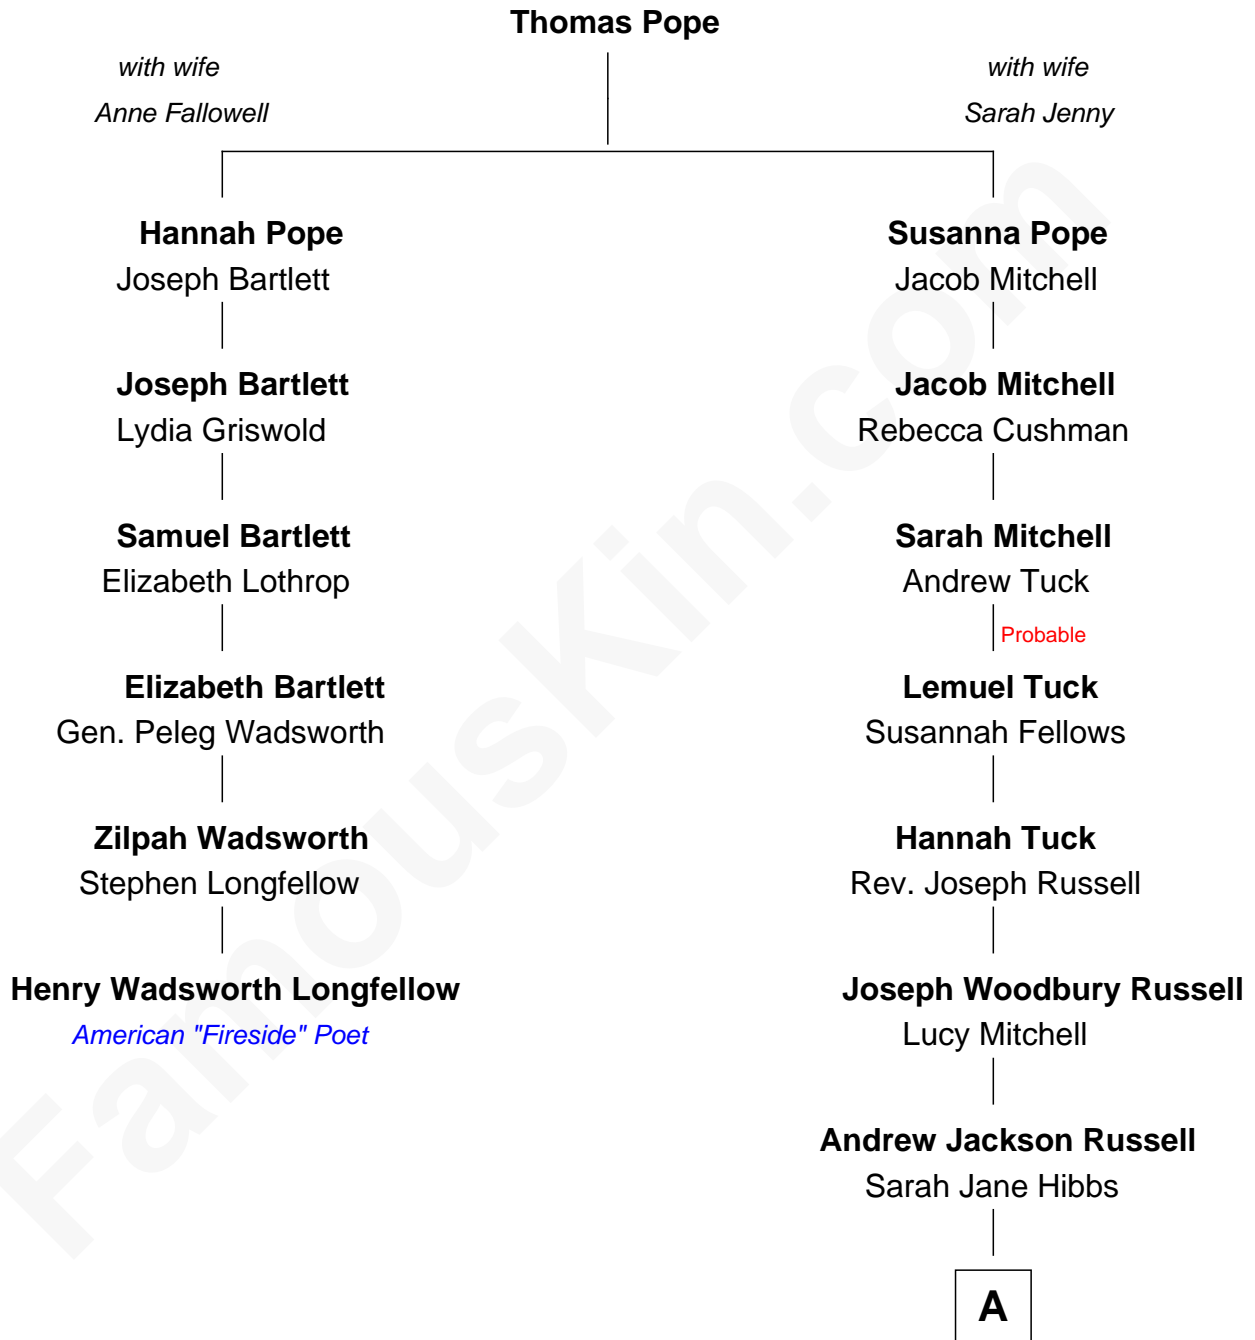 Thomas Pope
with wife
Anne Fallowell
with wife
Sarah Jenny
Hannah Pope
Joseph Bartlett
Susanna Pope
Jacob Mitchell
Joseph Bartlett
Lydia Griswold
Jacob Mitchell
Rebecca Cushman
Samuel Bartlett
Elizabeth Lothrop
Sarah Mitchell
Andrew Tuck
Probable
Elizabeth Bartlett
Gen. Peleg Wadsworth
Lemuel Tuck
Susannah Fellows
Zilpah Wadsworth
Stephen Longfellow
Hannah Tuck
Rev. Joseph Russell
Henry Wadsworth Longfellow
American "Fireside" Poet
Joseph Woodbury Russell
Lucy Mitchell
Andrew Jackson Russell
Sarah Jane Hibbs
A
FamousKin.com